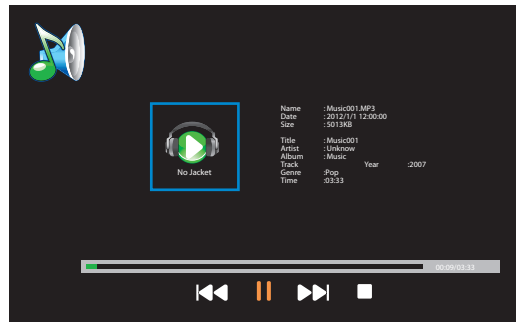 Name : Music001.MP3
Date : 2012/1/1 12:00:00
Size : 5013KB
Title : Music001
Artist : Unknow
Album : Music
Track Year :2007
Genre :Pop
Time :03:33
No Jacket
00:09/03:33